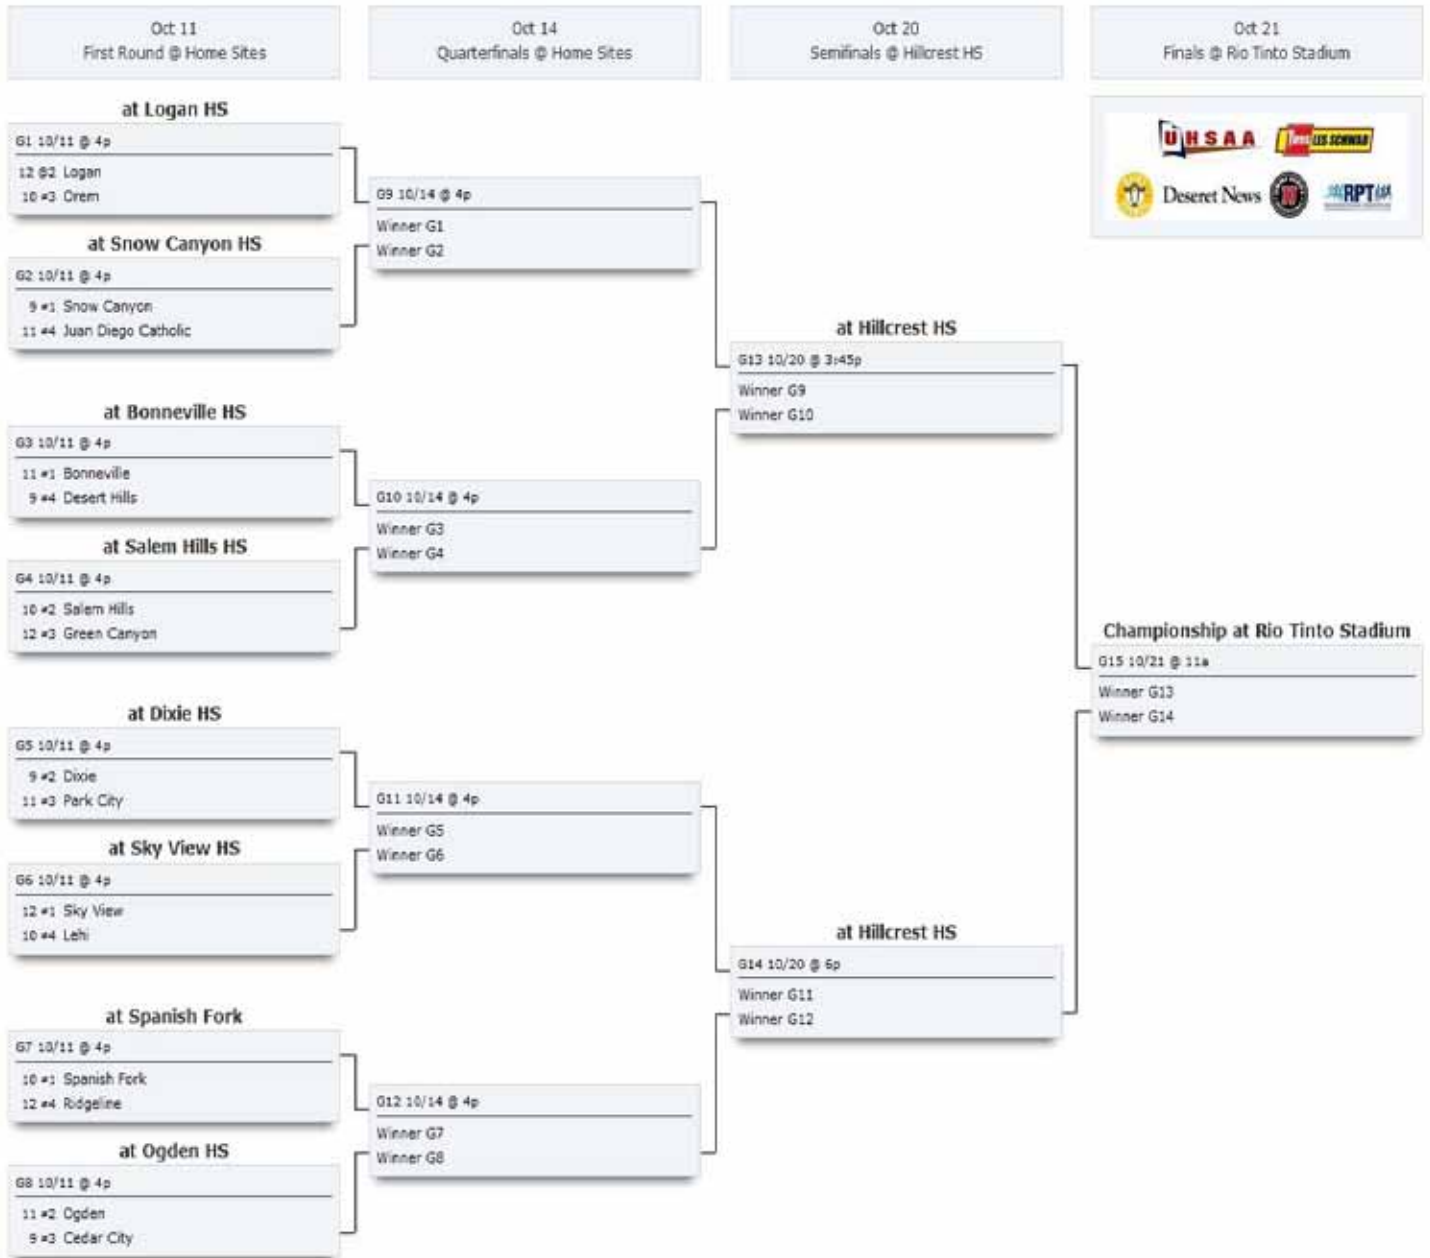 Oct 11
First Round @ Home Sites
Oct 14
Quarterfinals @ Home Sites
Oct 20
Semifinals @ Hillcrest HS
Oct 21
Finals @ Rio Tinto Stadium
at Logan HS
G1 10/11 @ 4p
12 @2 Logan
10 #3 Orem
at Snow Canyon HS
G2 10/11 @ 4p
9 #1 Snow Canyon
11 #4 Juan Diego Catholic
at Bonneville HS
G3 10/11 @ 4p
11 #1 Bonneville
9 #4 Desert Hills
at Salem Hills HS
G4 10/11 @ 4p
10 #2 Salem Hills
12 #3 Green Canyon
at Dixie HS
G5 10/11 @ 4p
9 #2 Dixie
11 #3 Park City
at Sky View HS
G6 10/11 @ 4p
12 #1 Sky View
10 #4 Lehi
at Spanish Fork
G7 10/11 @ 4p
10 #1 Spanish Fork
12 #4 Ridgeline
at Ogden HS
G8 10/11 @ 4p
11 #2 Ogden
9 #3 Cedar City
G9 10/14 @ 4p
Winner G1
Winner G2
G10 10/14 @ 4p
Winner G3
Winner G4
G11 10/14 @ 4p
Winner G5
Winner G6
G12 10/14 @ 4p
Winner G7
Winner G8
at Hillcrest HS
G13 10/20 @ 3:45p
Winner G9
Winner G10
at Hillcrest HS
G14 10/20 @ 6p
Winner G11
Winner G12
UHSAA
LES SCHWAB
Deseret News
RPT
Championship at Rio Tinto Stadium
G15 10/21 @ 11a
Winner G13
Winner G14